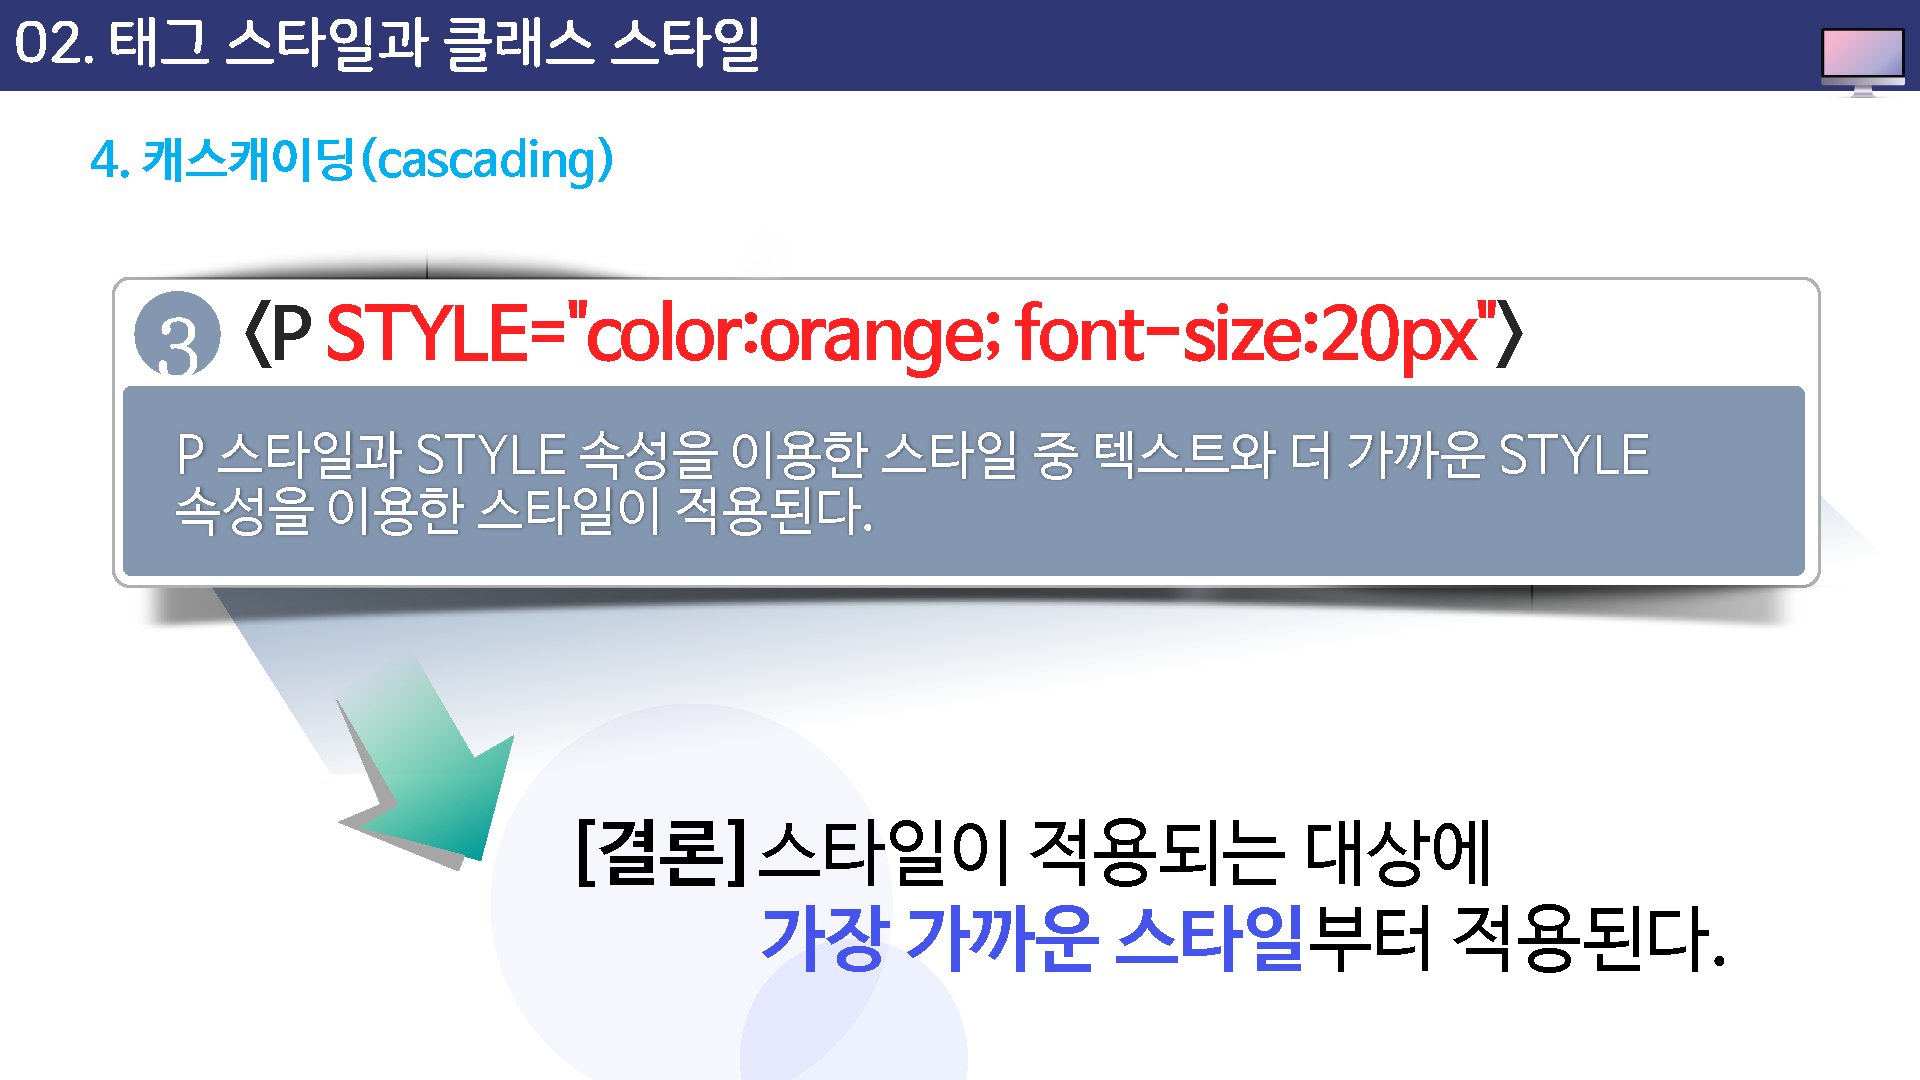 02. 태그 스타일과 클래스 스타일
4. 캐스케이딩(cascading)
3 <P STYLE="color:orange; font-size:20px">
P 스타일과 STYLE 속성을 이용한 스타일 중 텍스트와 더 가까운 STYLE
속성을 이용한 스타일이 적용된다.
[결론] 스타일이 적용되는 대상에
가장 가까운 스타일부터 적용된다.